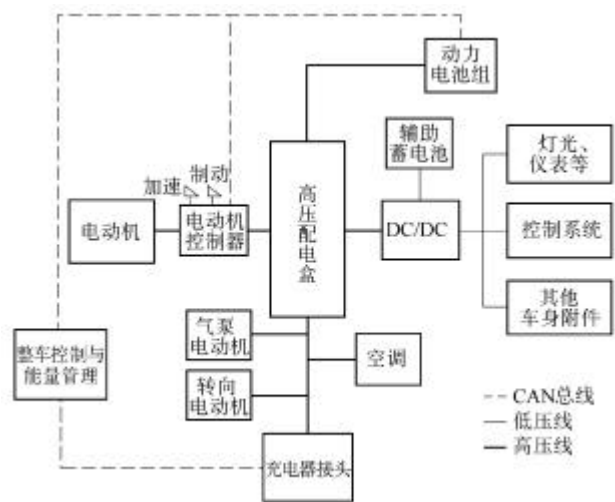 动力
电池组
辅助
蓄电池
灯光、
仪表等
加速
制动
电动机
电动机
控制器
高压配电盒
DC/DC
控制系统
其他
车身附件
气泵
电动机
空调
整车控制与
能量管理
转向
电动机
充电器接头
CAN总线
低压线
高压线